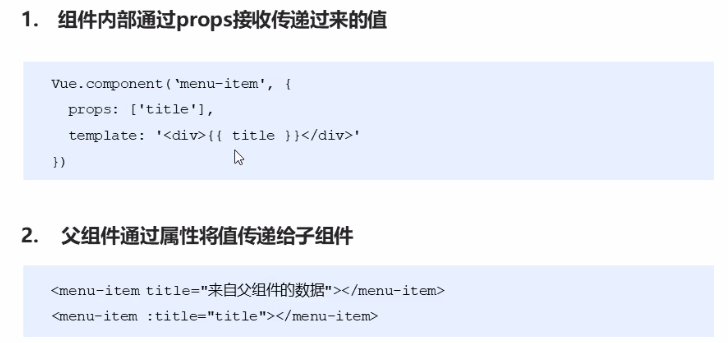 1. 组件内部通过props接收传递过来的值
Vue.component(‘menu-item', {
props: ['title'],
template: '<div>{{ title }}</div>'
})
2. 父组件通过属性将值传递给子组件
<menu-item title="来自父组件的数据"></menu-item>
<menu-item :title="title"></menu-item>